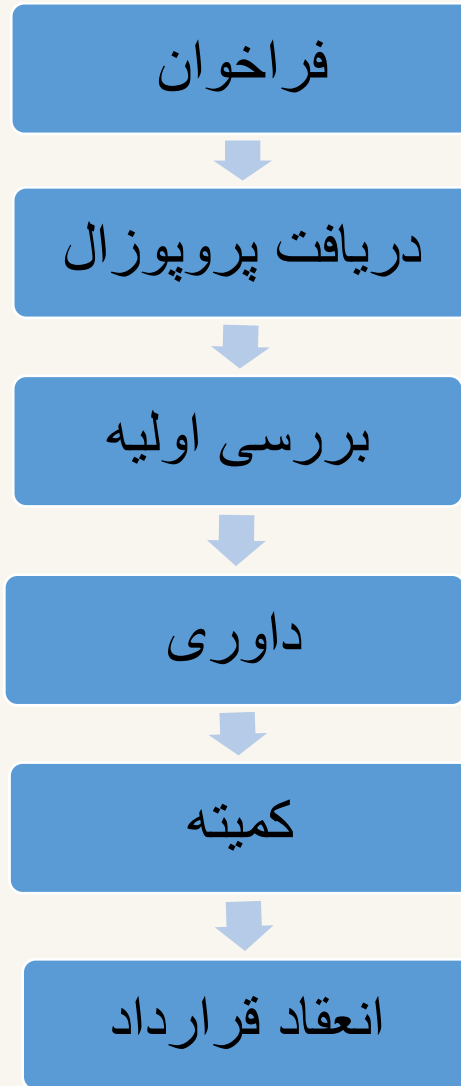 فراخوان
دریافت پروپوزال
بررسی اولیه
داوری
کمیته
انعقاد قرارداد